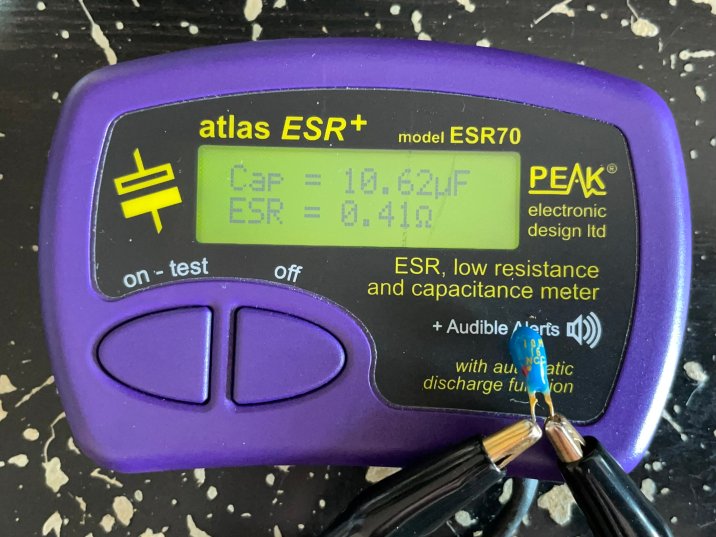 atlas ESR+ model ESR70
Cap = 10.62µF
ESR = 0.41Ω
PEAK®
electronic
design ltd
on - test
off
ESR, low resistance
and capacitance meter
+ Audible Alerts
with automatic
discharge function